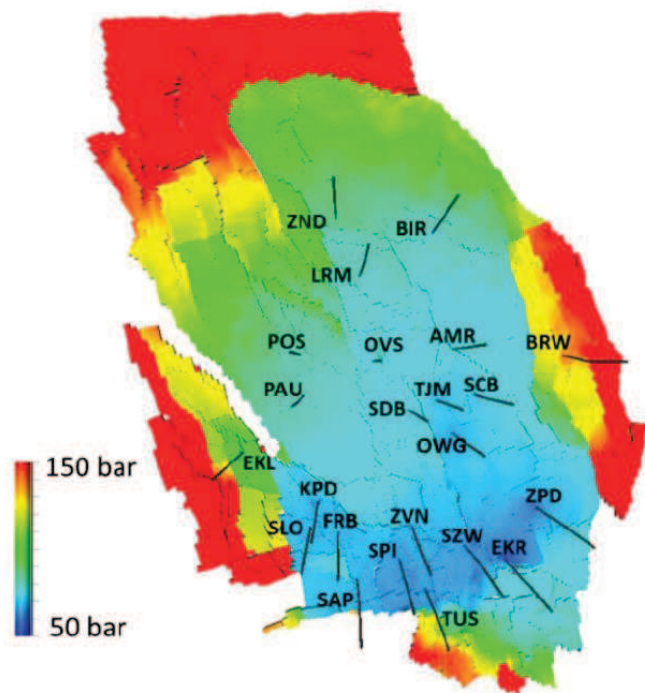 ZND
BIR
LRM
POS
OVS
AMR
BRW
PAU
TJM
SCB
SDB
OWG
EKL
150 bar
KPD
ZPD
SLO
FRB
ZVN
SPI
SZW
EKR
SAP
TUS
50 bar